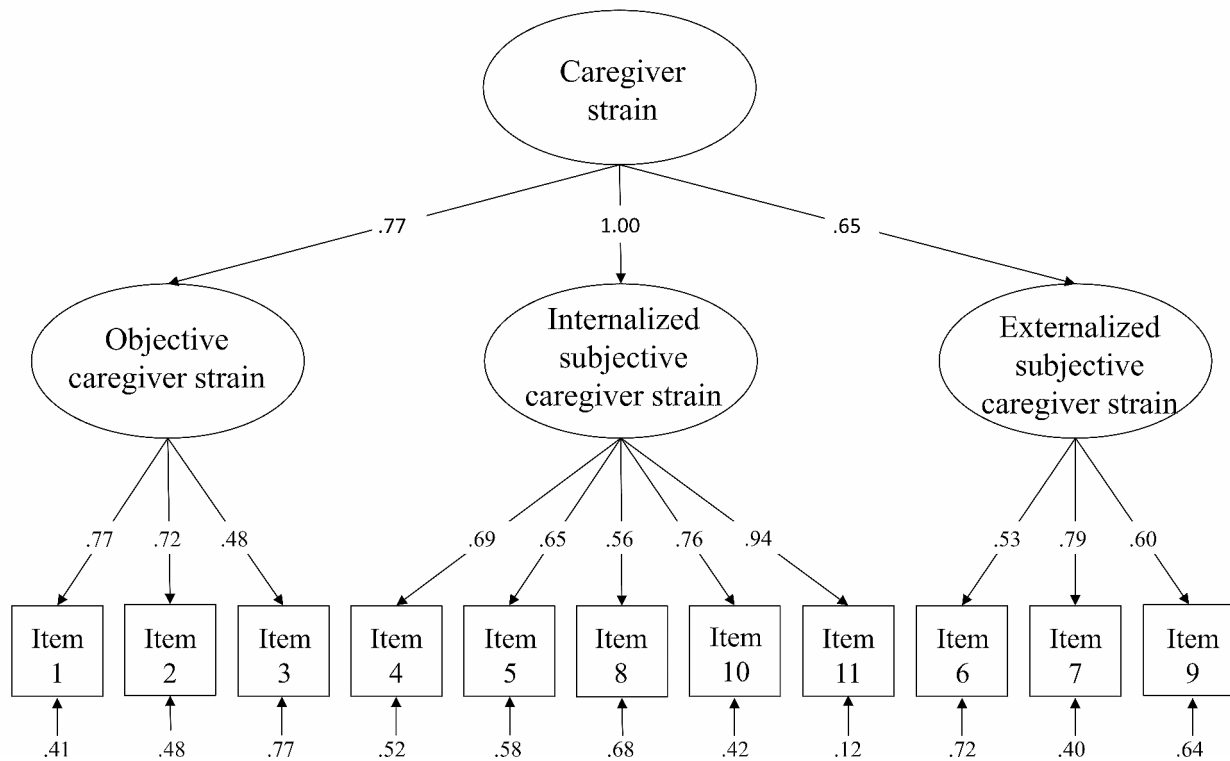 Caregiver
strain
.77 1.00 .65
Objective
caregiver strain
Internalized
subjective
caregiver strain
Externalized
subjective
caregiver strain
.77 .72 .48 .69 .65 .56 .76 .94 .53 .79 .60
Item
1
Item
2
Item
3
Item
4
Item
5
Item
8
Item
10
Item
11
Item
6
Item
7
Item
9
.41 .48 .77 .52 .58 .68 .42 .12 .72 .40 .64